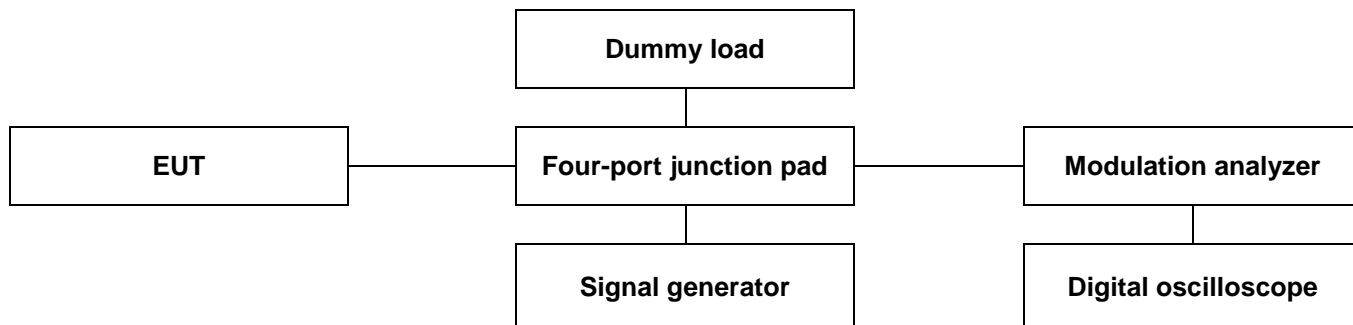 Dummy load
EUT
Four-port junction pad
Modulation analyzer
Signal generator
Digital oscilloscope